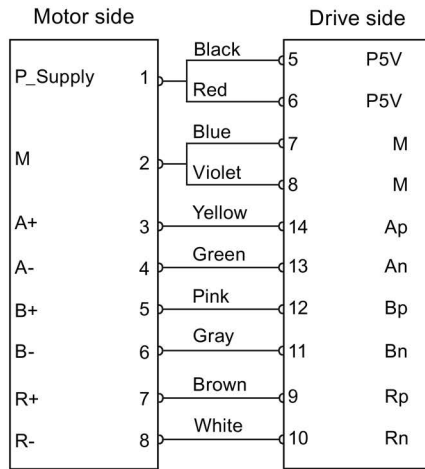 Motor side
Drive side
Black
P_Supply 1
5 P5V
Red
6 P5V
Blue
7 M
M 2
Violet
8 M
A+ 3 Yellow 14 Ap
A- 4 Green 13 An
B+ 5 Pink 12 Bp
B- 6 Gray 11 Bn
R+ 7 Brown 9 Rp
R- 8 White 10 Rn